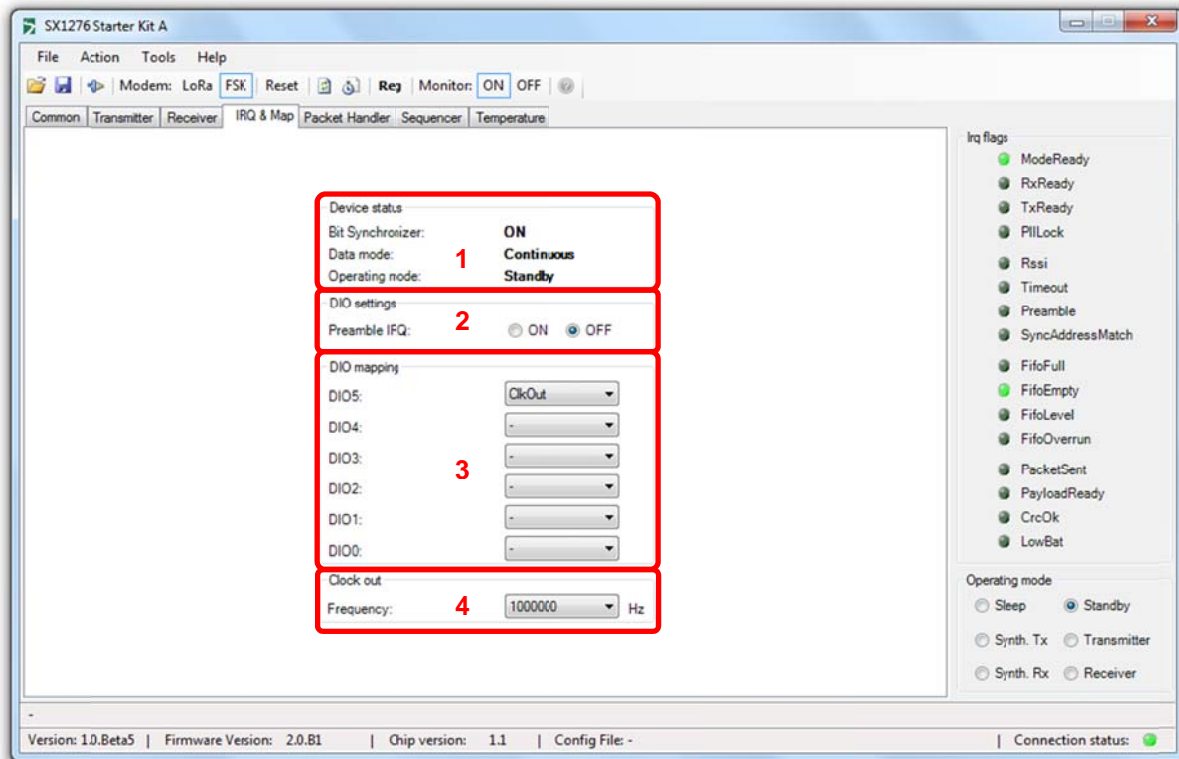 SX1276 Starter Kit A
File Action Tools Help
Modem: LoRa FSK Reset Reg Monitor: ON OFF
Common Transmitter Receiver IRQ & Map Packet Handler Sequencer Temperature
Device status
Bit Synchronizer: ON
Data mode: 1 Continuous
Operating mode: Standby
DIO settings
Preamble IRQ: 2 ON OFF
DIO mapping
DIO5: ClkOut
DIO4: -
DIO3: -
3
DIO2: -
DIO1: -
DIO0: -
Clock out
Frequency: 4 1000000 Hz
Irq flags
ModeReady
RxReady
TxReady
PllLock
Rssi
Timeout
Preamble
SyncAddressMatch
FifoFull
FifoEmpty
FifoLevel
FifoOverrun
PacketSent
PayloadReady
CrcOk
LowBat
Operating mode
Sleep Standby
Synth. Tx Transmitter
Synth. Rx Receiver
-
Version: 1.0.Beta5 | Firmware Version: 2.0.B1 | Chip version: 1.1 | Config File: - | Connection status: